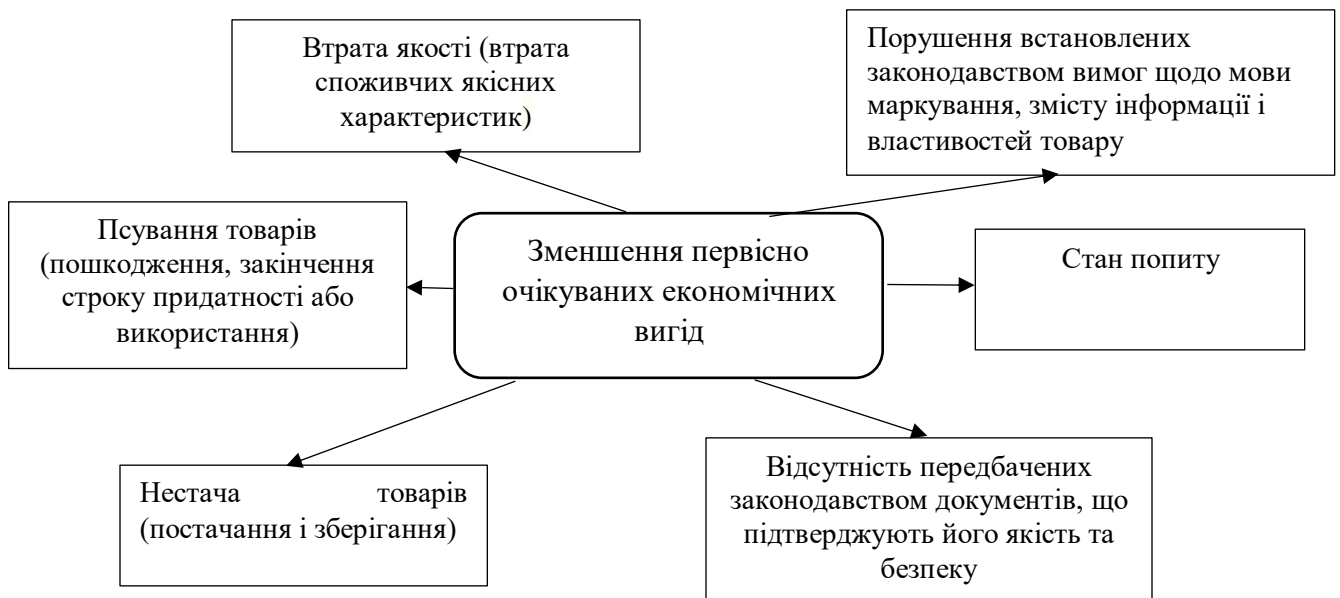 Втрата якості (втрата
споживчих якісних
характеристик)
Порушення встановлених
законодавством вимог щодо мови
маркування, змісту інформації і
властивостей товару
Псування товарів
(пошкодження, закінчення
строку придатності або
використання)
Зменшення первісно
очікуваних економічних
вигід
Стан попиту
Нестача товарів
(постачання і зберігання)
Відсутність передбачених
законодавством документів, що
підтверджують його якість та
безпеку